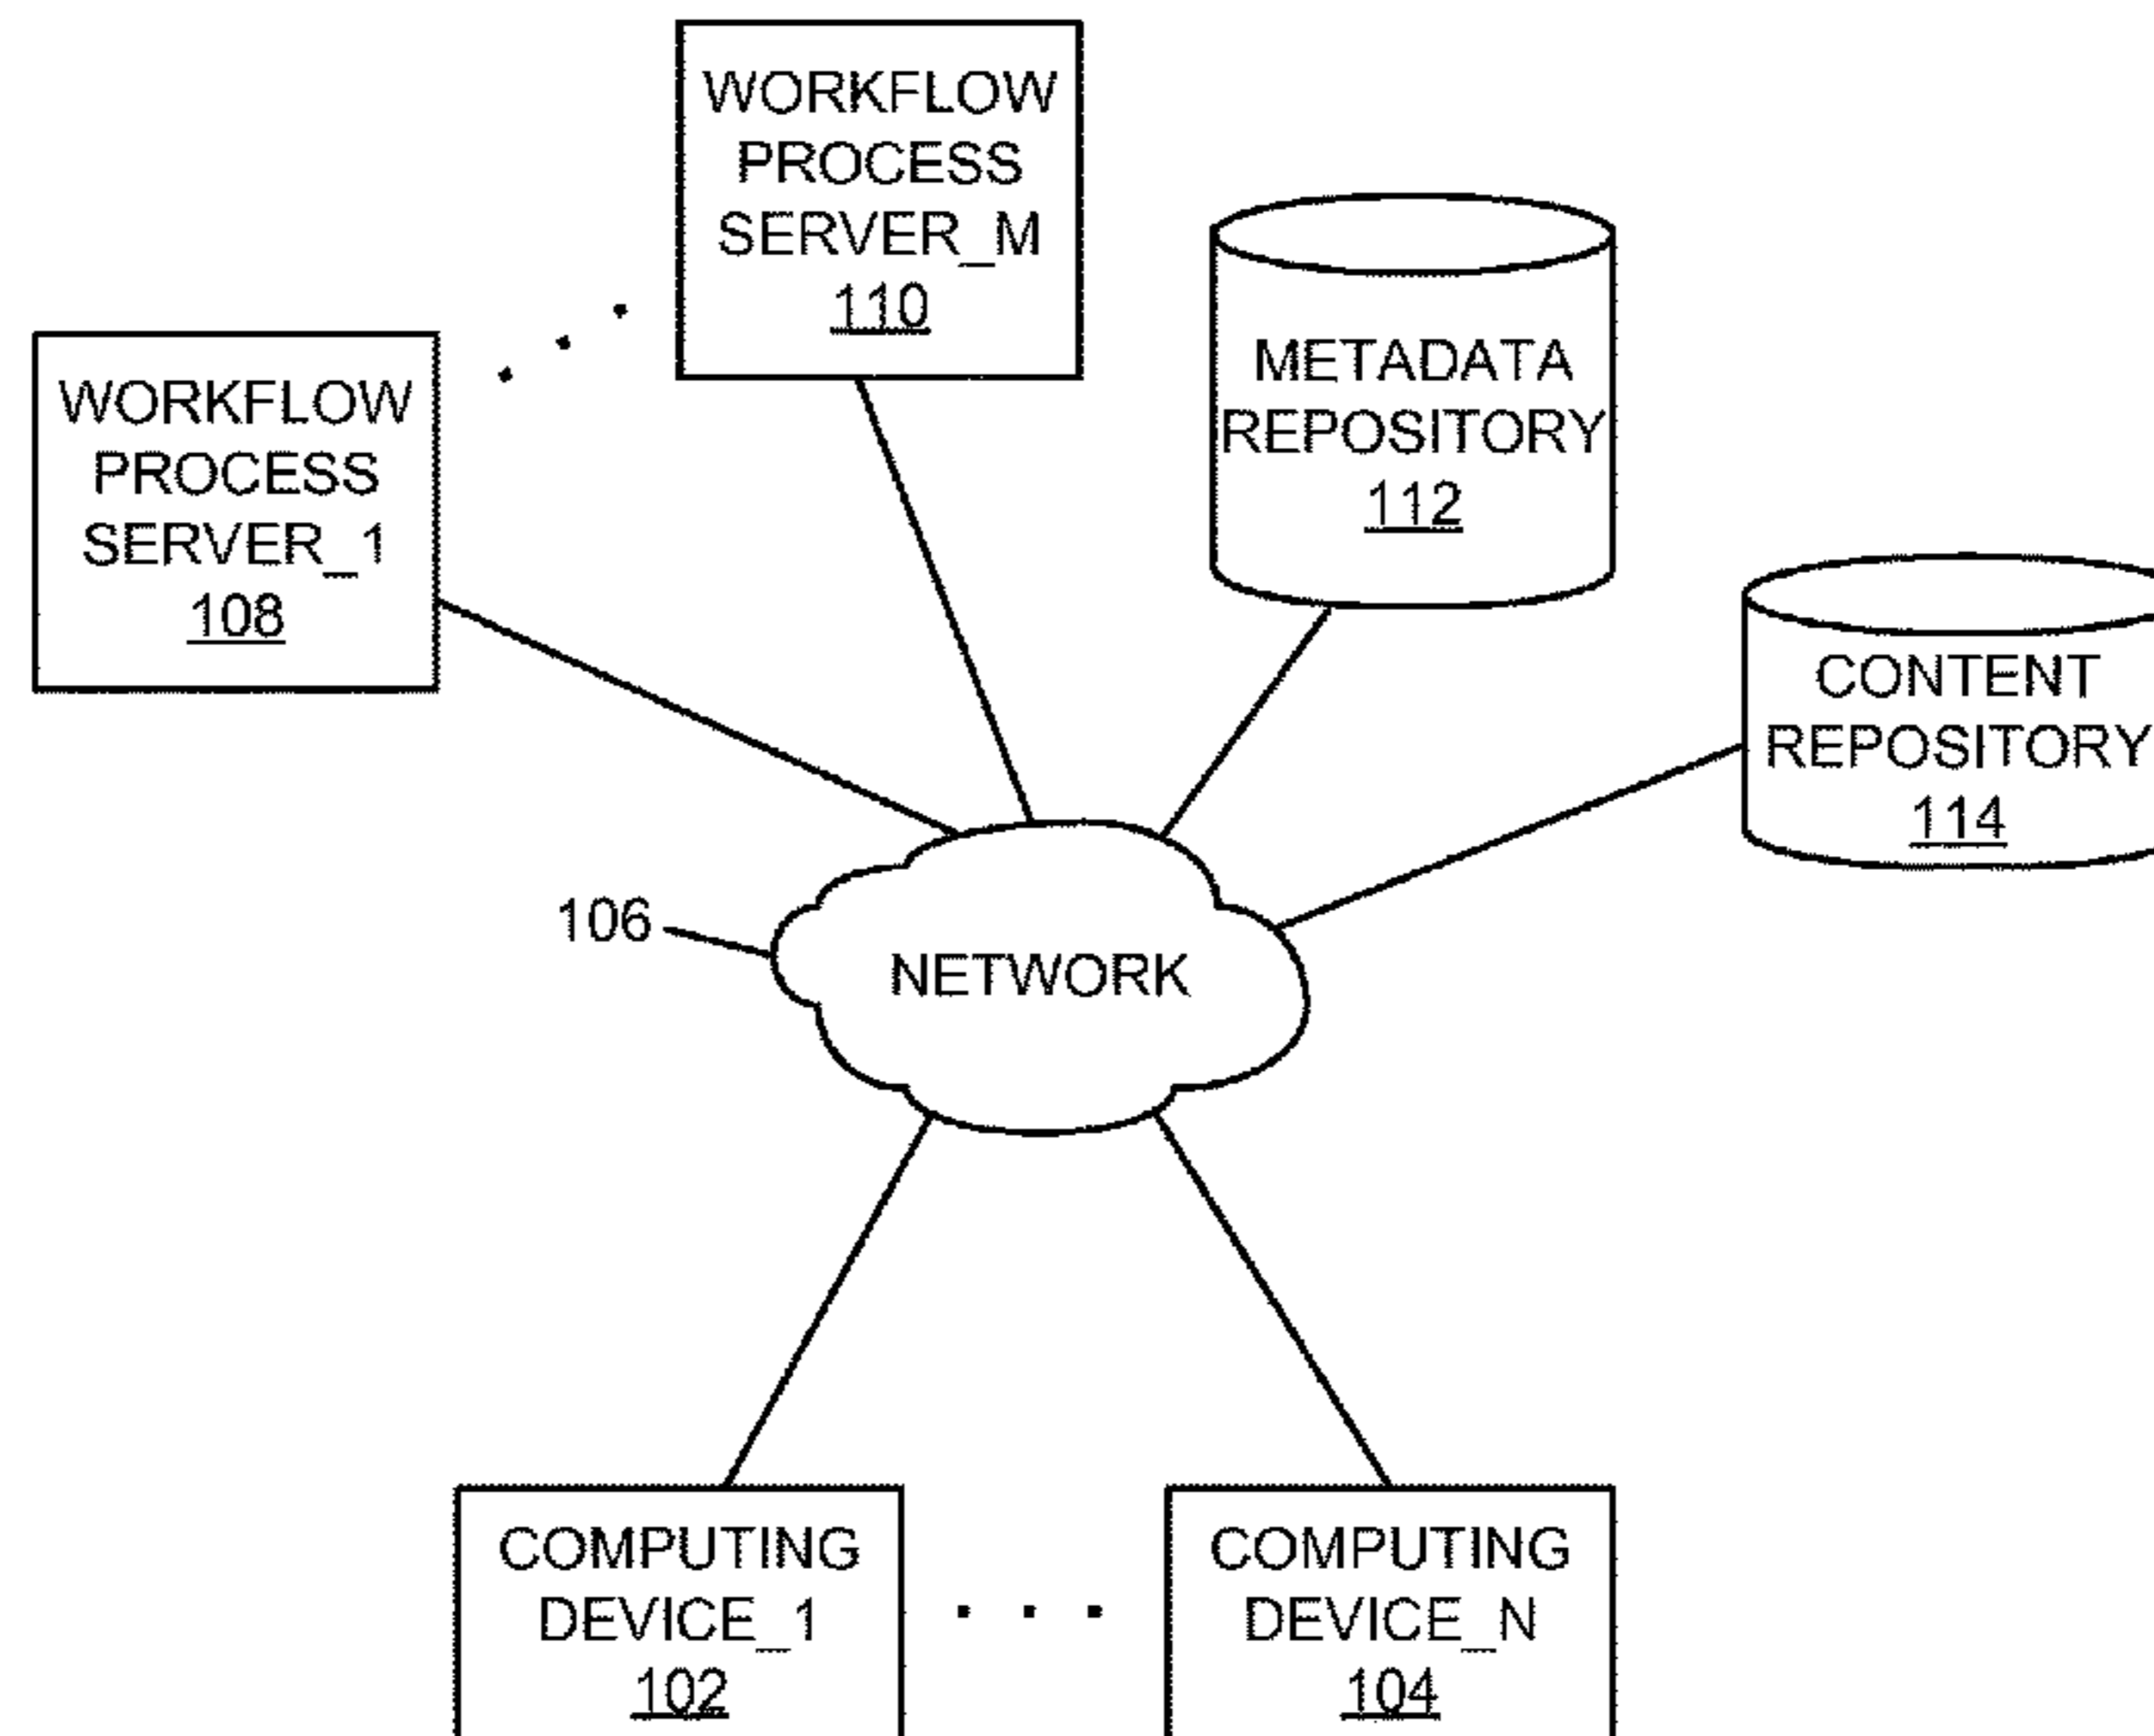 WORKFLOW
PROCESS
SERVER_M
110
WORKFLOW
PROCESS
SERVER_1
108
METADATA
REPOSITORY
112
CONTENT
REPOSITORY
114
106
NETWORK
COMPUTING
DEVICE_1
102
COMPUTING
DEVICE_N
104